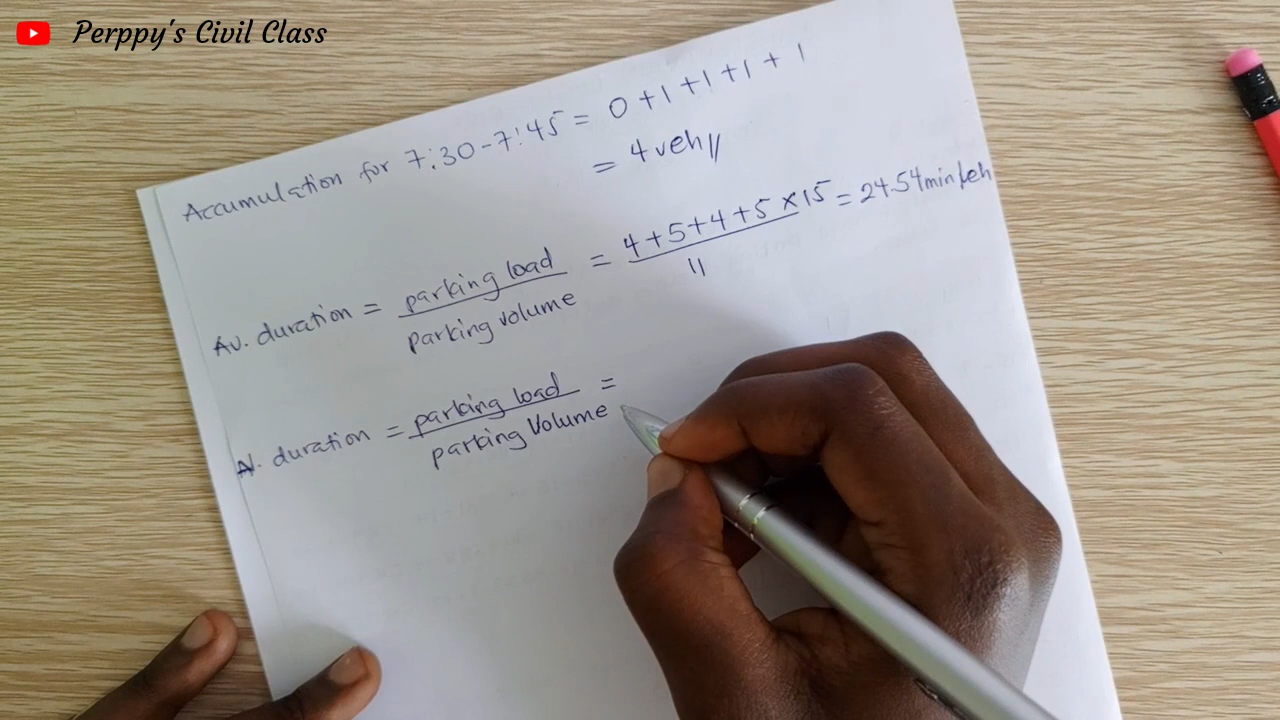 Perppy's Civil Class
Accumulation for 7:30-7:45 = 0+1+1+1+1
= 4veh//
Av. duration = parking load / parking volume = 4+5+4+5 × 15 / 11 = 24.54min/veh
Av. duration = parking load / parking Volume =